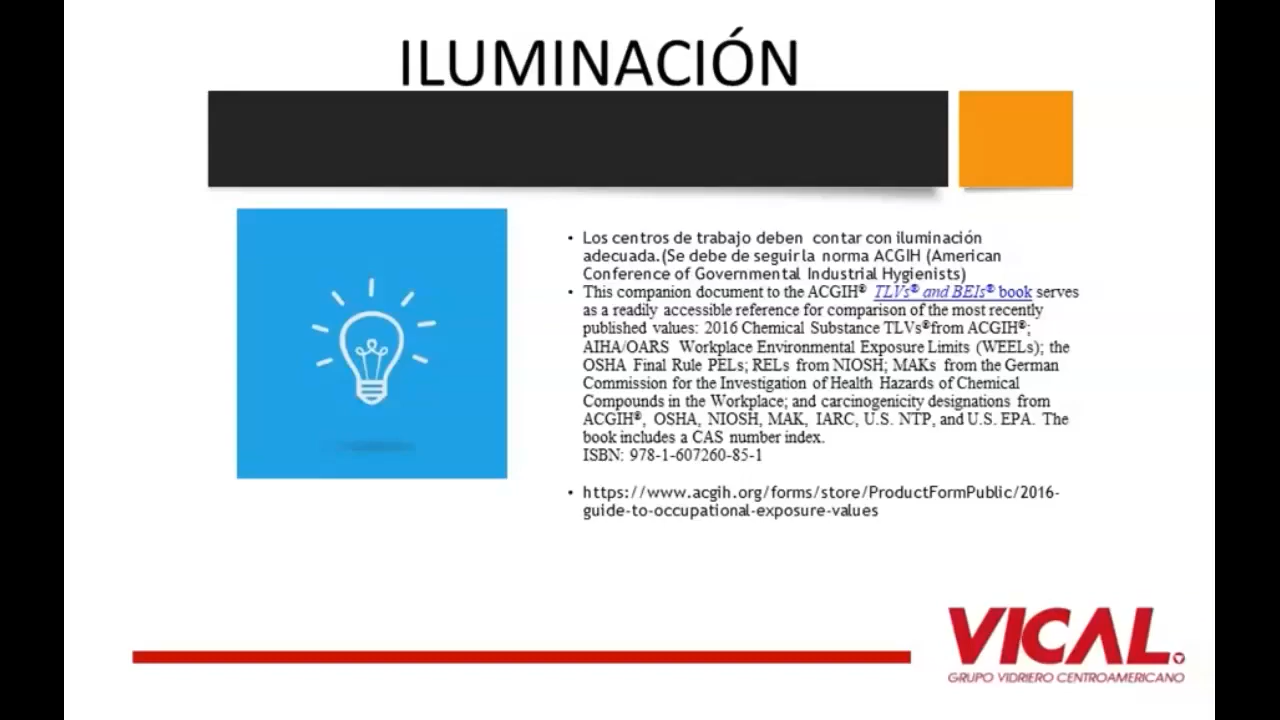 ILUMINACIÓN
• Los centros de trabajo deben contar con iluminación
adecuada.(Se debe de seguir la norma ACGIH (American
Conference of Governmental Industrial Hygienists)
• This companion document to the ACGIH® TLVs® and BEIs® book serves
as a readily accessible reference for comparison of the most recently
published values: 2016 Chemical Substance TLVs®from ACGIH®;
AIHA/OARS Workplace Environmental Exposure Limits (WEELs); the
OSHA Final Rule PELs; RELs from NIOSH; MAKs from the German
Commission for the Investigation of Health Hazards of Chemical
Compounds in the Workplace; and carcinogenicity designations from
ACGIH®, OSHA, NIOSH, MAK, IARC, U.S. NTP, and U.S. EPA. The
book includes a CAS number index.
ISBN: 978-1-607260-85-1
• https://www.acgih.org/forms/store/ProductFormPublic/2016-
guide-to-occupational-exposure-values
VICAL.
GRUPO VIDRIERO CENTROAMERICANO